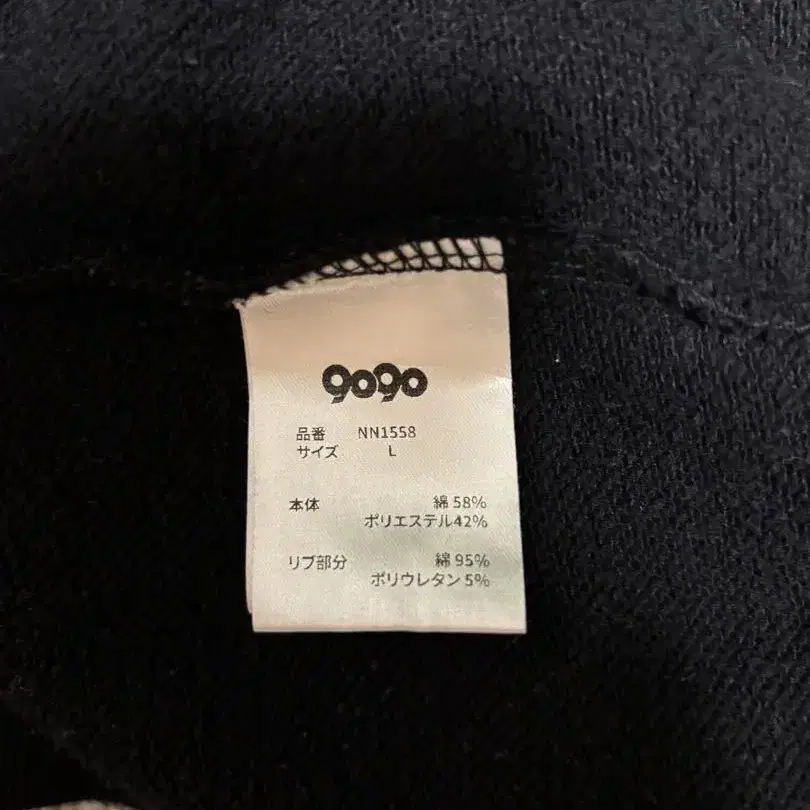 9090
品番 NN1558
サイズ L
本体 綿 58%
ポリエステル42%
リブ部分 綿 95%
ポリウレタン 5%